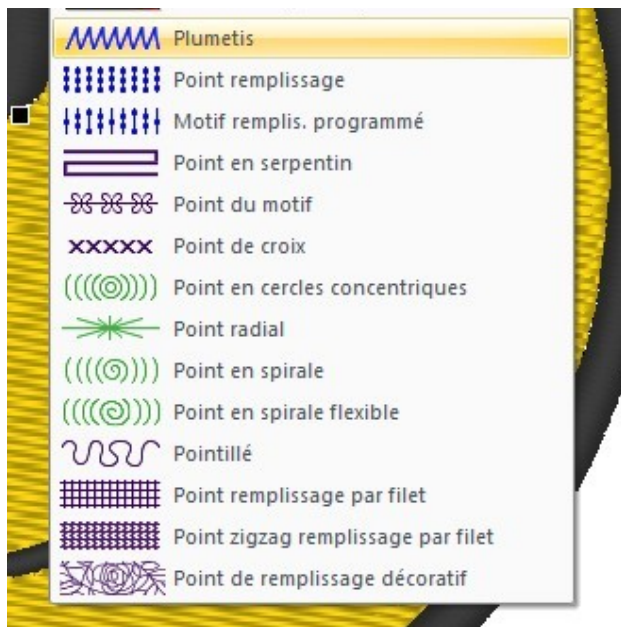 Plumetis
Point remplissage
Motif remplis. programmé
Point en serpentin
Point du motif
Point de croix
Point en cercles concentriques
Point radial
Point en spirale
Point en spirale flexible
Pointillé
Point remplissage par filet
Point zigzag remplissage par filet
Point de remplissage décoratif